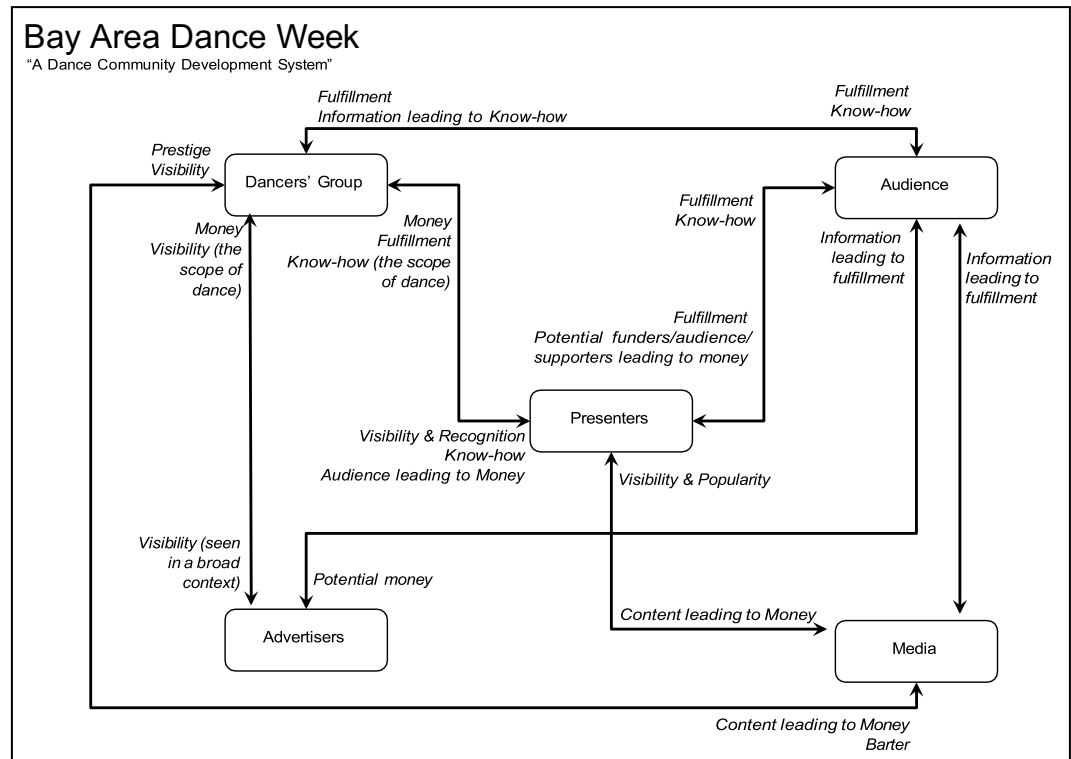 Bay Area Dance Week
“A Dance Community Development System”
Fulfillment
Information leading to Know-how
Fulfillment
Know-how
Prestige
Visibility
Dancers’ Group
Audience
Money
Visibility (the
scope of
dance)
Money
Fulfillment
Know-how (the scope
of dance)
Fulfillment
Know-how
Information
leading to
fulfillment
Information
leading to
fulfillment
Fulfillment
Potential funders/audience/
supporters leading to money
Presenters
Visibility & Recognition
Know-how
Audience leading to Money
Visibility & Popularity
Visibility (seen
in a broad
context)
Potential money
Content leading to Money
Advertisers
Media
Content leading to Money
Barter